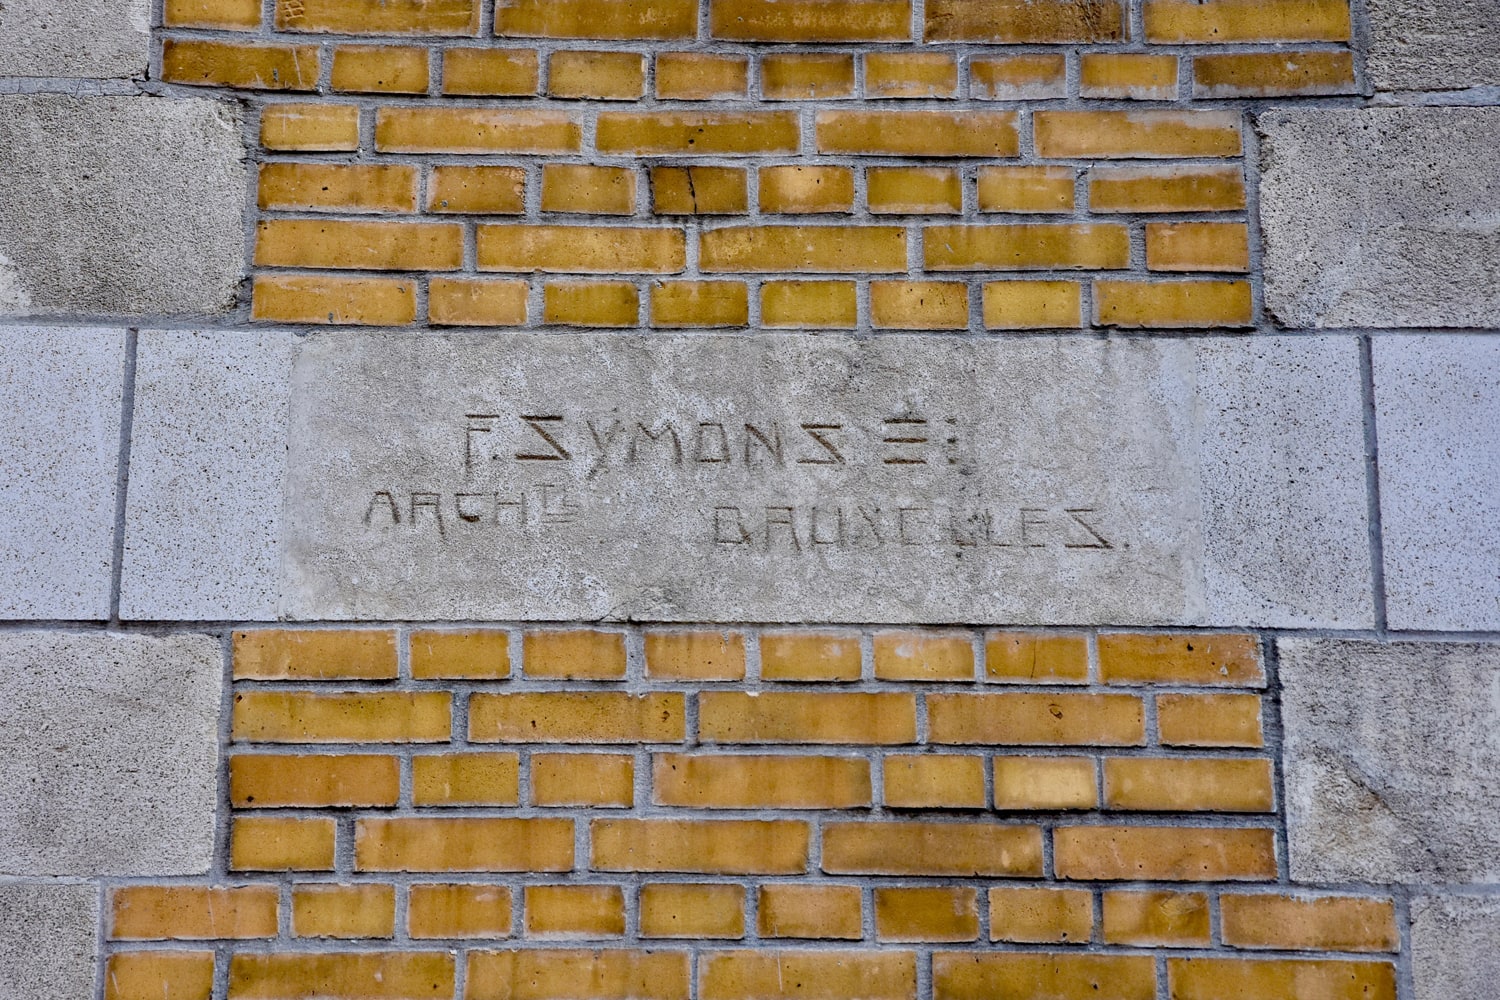 F. SYMONS E:
ARCHTE BRUXELLES.